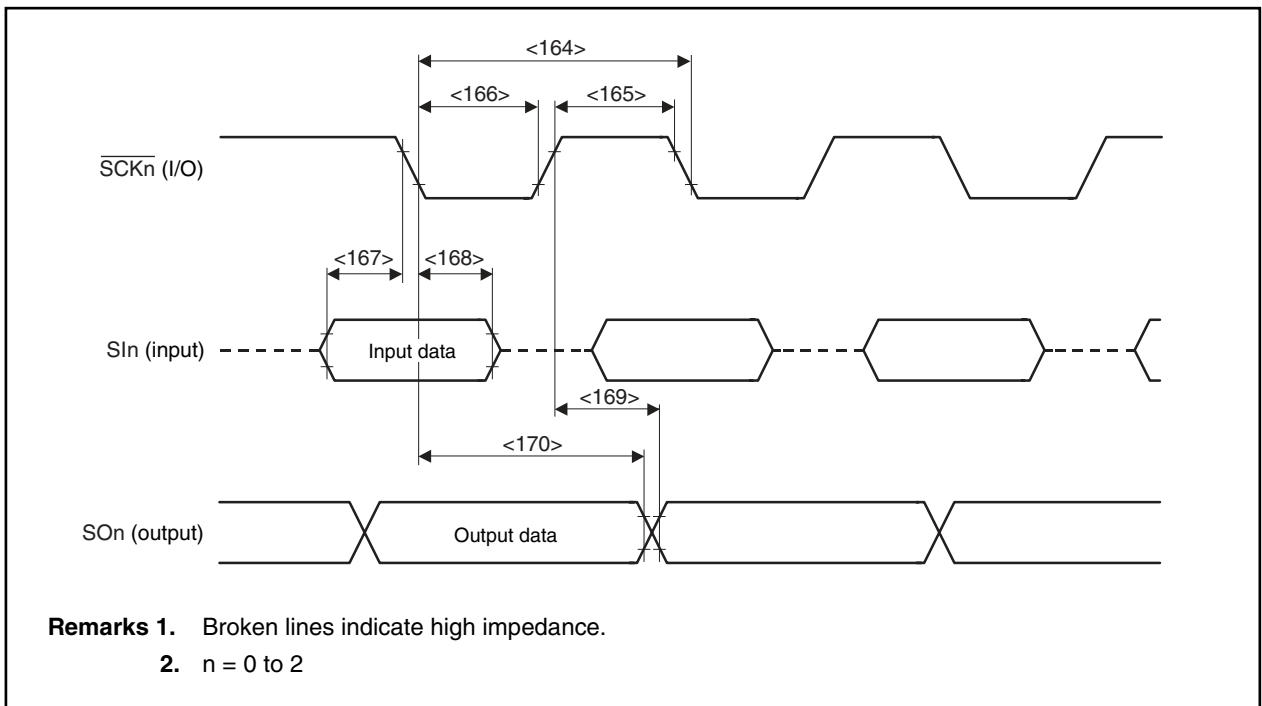 <164>
<166> <165>
S̅C̅K̅n̅ (I/O)
<167> <168>
SIn (input) Input data
<169>
<170>
SOn (output) Output data
Remarks 1. Broken lines indicate high impedance.
2. n = 0 to 2